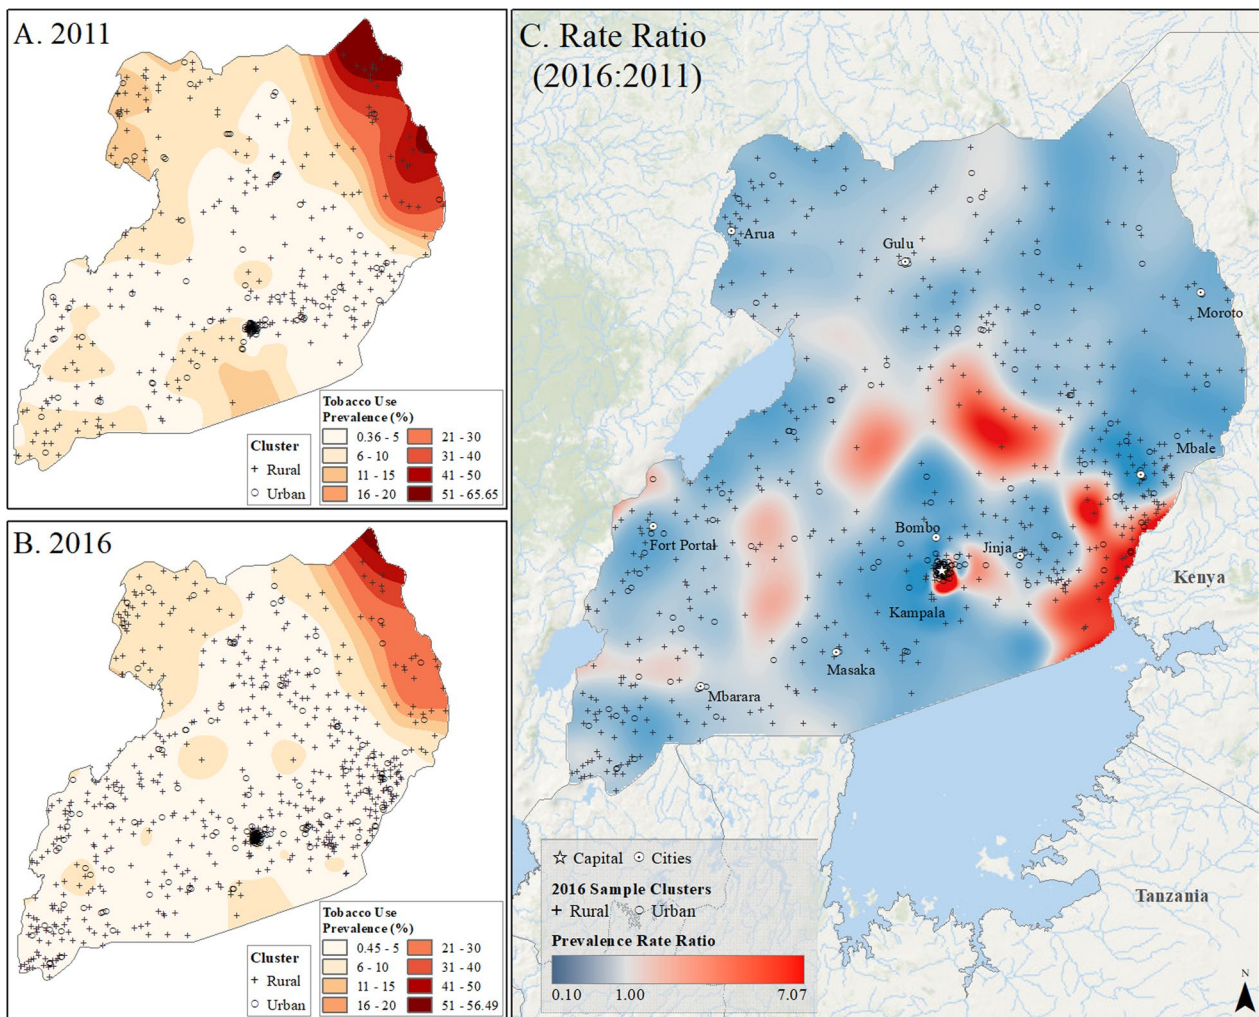 A. 2011
Cluster
+ Rural
○ Urban
Tobacco Use
Prevalence (%)
0.36 - 5
6 - 10
11 - 15
16 - 20
21 - 30
31 - 40
41 - 50
51 - 65.65
B. 2016
Cluster
+ Rural
○ Urban
Tobacco Use
Prevalence (%)
0.45 - 5
6 - 10
11 - 15
16 - 20
21 - 30
31 - 40
41 - 50
51 - 56.49
C. Rate Ratio
(2016:2011)
Arua
Gulu
Moroto
Mbale
Bombo
Fort Portal
Jinja
Kenya
Kampala
Masaka
Mbarara
Tanzania
☆ Capital ⊙ Cities
2016 Sample Clusters
+ Rural ○ Urban
Prevalence Rate Ratio
0.10 1.00 7.07
N